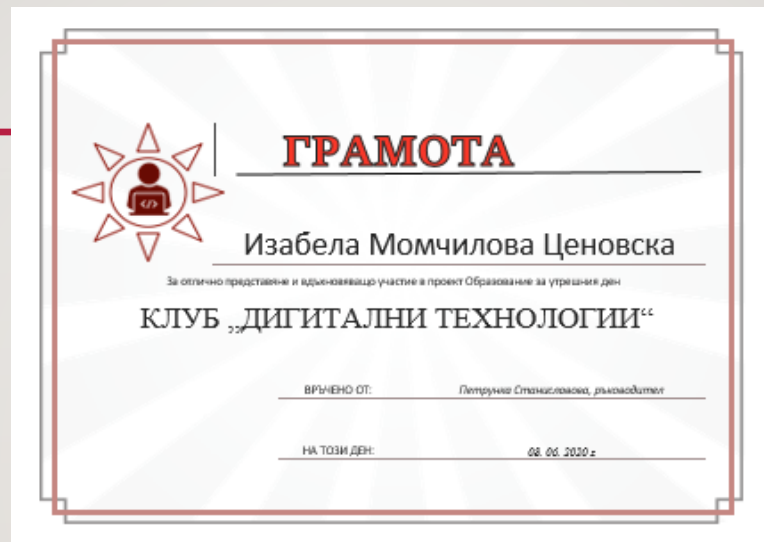 ГРАМОТА
Изабела Момчилова Ценовска
За отлично представяне и вдъхновяващо участие в проект Образование за утрешния ден
КЛУБ „ДИГИТАЛНИ ТЕХНОЛОГИИ“
ВРЪЧЕНО ОТ: Петрунка Станиславова, ръководител
НА ТОЗИ ДЕН: 08. 06. 2020 г.